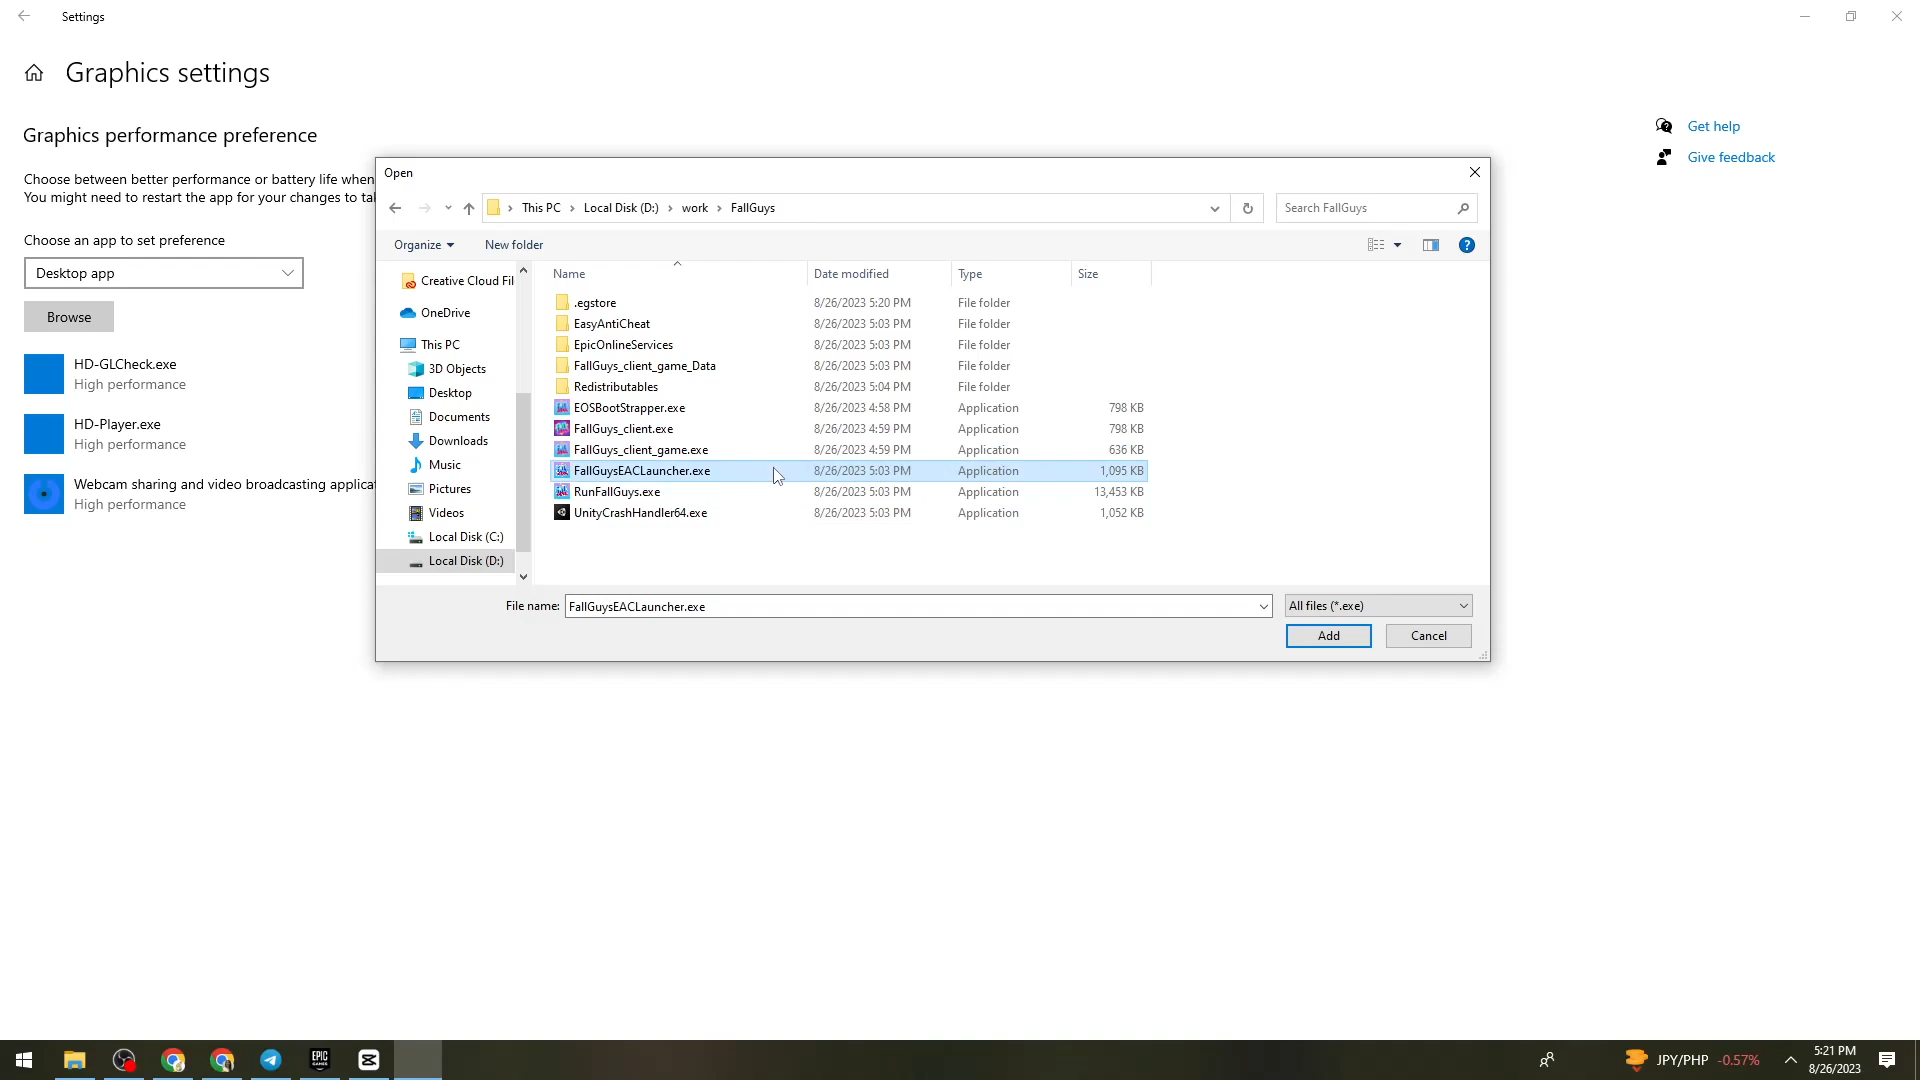 Settings
Graphics settings
Graphics performance preference
Choose between better performance or battery life when
You might need to restart the app for your changes to ta
Choose an app to set preference
Desktop app
Browse
HD-GLCheck.exe
High performance
HD-Player.exe
High performance
Webcam sharing and video broadcasting applicat
High performance
Get help
Give feedback
Open
This PC > Local Disk (D:) > work > FallGuys
Search FallGuys
Organize New folder
Creative Cloud Fil
OneDrive
This PC
3D Objects
Desktop
Documents
Downloads
Music
Pictures
Videos
Local Disk (C:)
Local Disk (D:)
Name Date modified Type Size
.egstore 8/26/2023 5:20 PM File folder
EasyAntiCheat 8/26/2023 5:03 PM File folder
EpicOnlineServices 8/26/2023 5:03 PM File folder
FallGuys_client_game_Data 8/26/2023 5:03 PM File folder
Redistributables 8/26/2023 5:04 PM File folder
EOSBootStrapper.exe 8/26/2023 4:58 PM Application 798 KB
FallGuys_client.exe 8/26/2023 4:59 PM Application 798 KB
FallGuys_client_game.exe 8/26/2023 4:59 PM Application 636 KB
FallGuysEACLauncher.exe 8/26/2023 5:03 PM Application 1,095 KB
RunFallGuys.exe 8/26/2023 5:03 PM Application 13,453 KB
UnityCrashHandler64.exe 8/26/2023 5:03 PM Application 1,052 KB
File name: FallGuysEACLauncher.exe All files (*.exe)
Add Cancel
EPIC
GAMES
JPY/PHP -0.57%
5:21 PM
8/26/2023